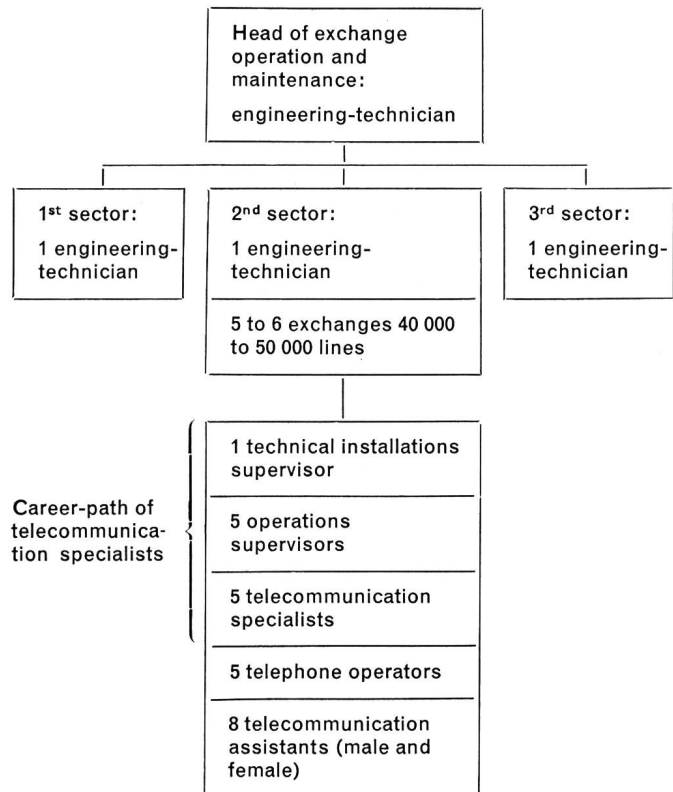 Head of exchange
operation and
maintenance:
engineering-technician
1st sector:
1 engineering-
technician
2nd sector:
1 engineering-
technician
5 to 6 exchanges 40 000
to 50 000 lines
3rd sector:
1 engineering-
technician
Career-path of
telecommunica-
tion specialists
1 technical installations
supervisor
5 operations
supervisors
5 telecommunication
specialists
5 telephone operators
8 telecommunication
assistants (male and
female)